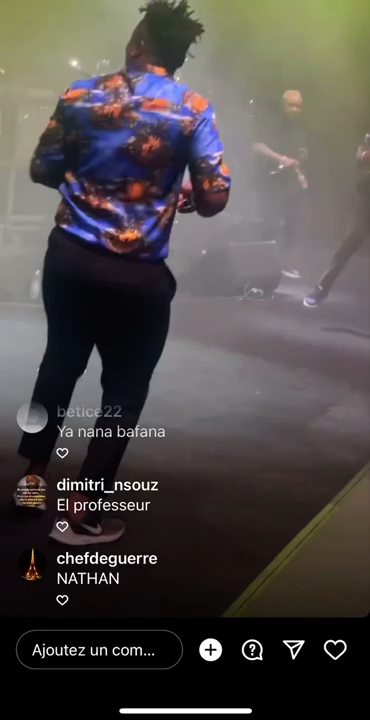 betice22
Ya nana bafana
dimitri_nsouz
El professeur
chefdeguerre
NATHAN
Ajoutez un com...